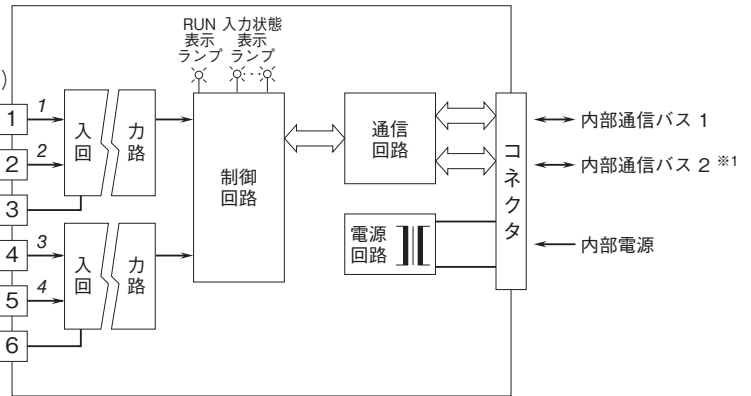 RUN 入力状態
表示 表示
ランプ ランプ
)
1 1
2 2
3
4 3
5 4
6
入 力
回 路
入 力
回 路
制御
回路
通信
回路
電源
回路
コネクタ
内部通信バス 1
内部通信バス 2 ※1
内部電源